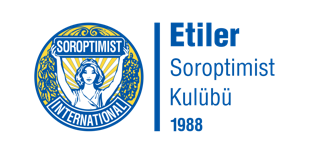 SOROPTIMIST
INTERNATIONAL
Etiler
Soroptimist
Kulübü
1988